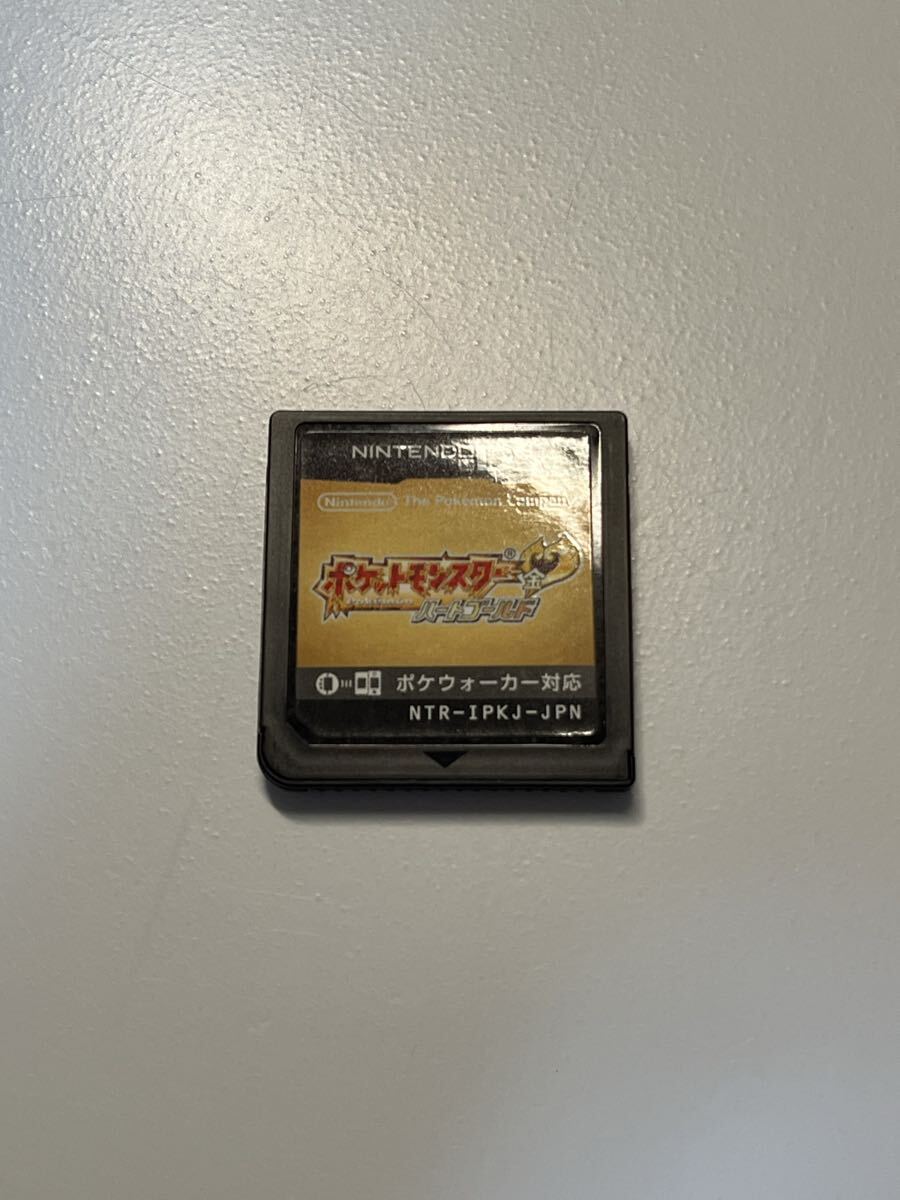 NINTENDO
Nintendo The Pokémon Company
ポケットモンスター® 金
Pokémon
ハートゴールド
ポケウォーカー対応
NTR-IPKJ-JPN